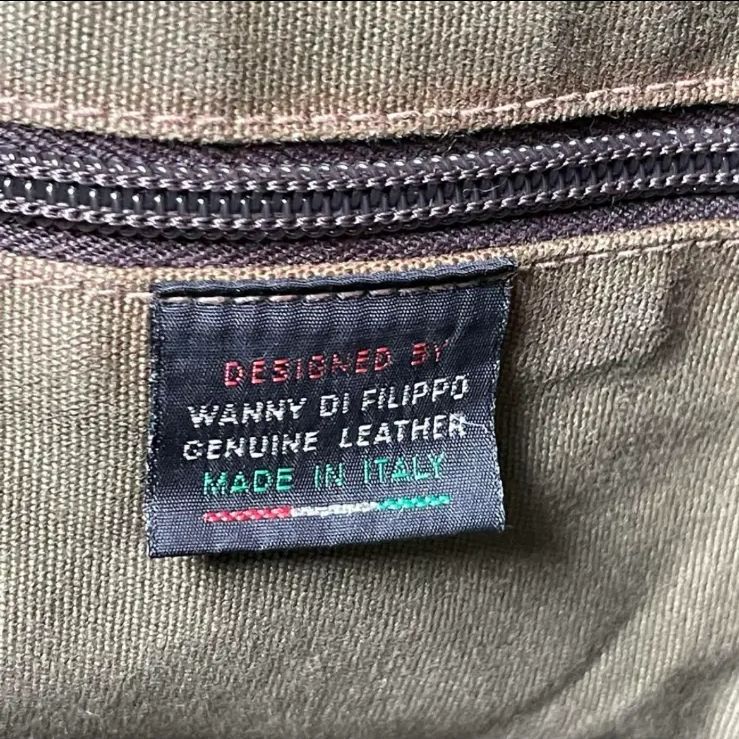 DESIGNED BY
WANNY DI FILIPPO
GENUINE LEATHER
MADE IN ITALY